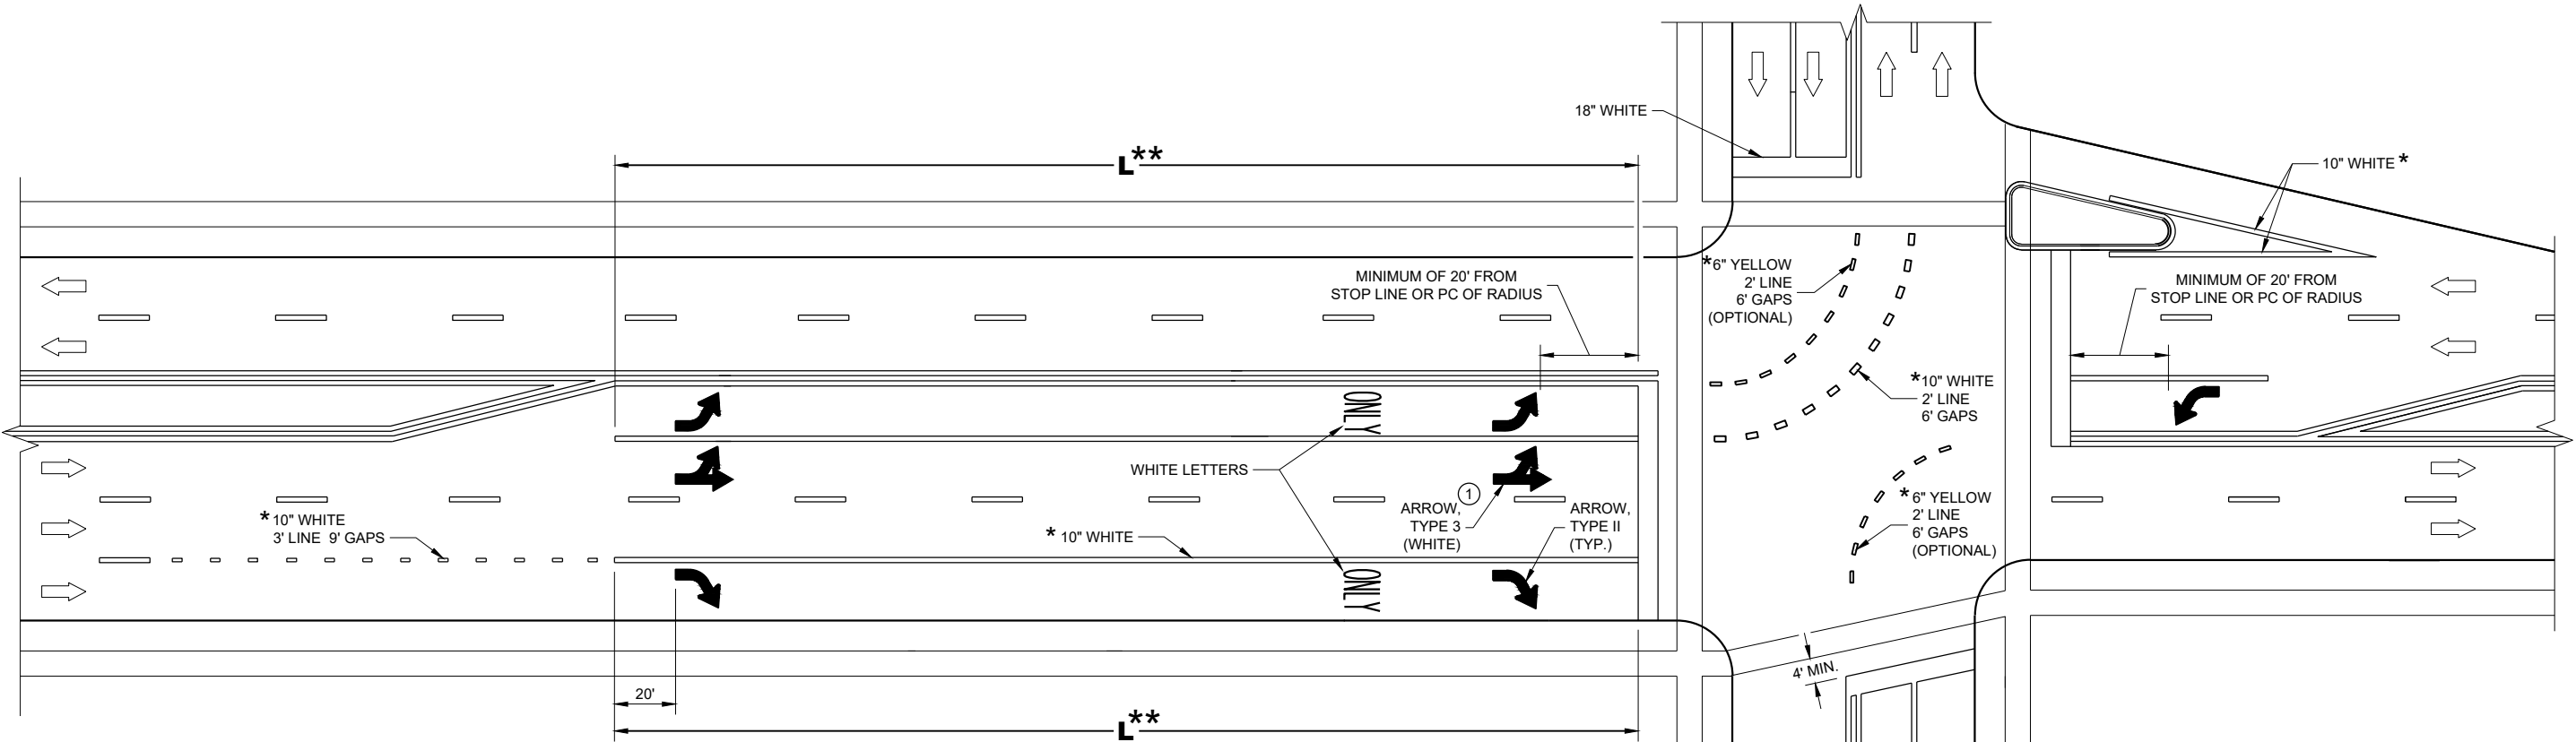 18" WHITE
L**
10" WHITE *
MINIMUM OF 20' FROM
STOP LINE OR PC OF RADIUS
*6" YELLOW
2' LINE
6' GAPS
(OPTIONAL)
MINIMUM OF 20' FROM
STOP LINE OR PC OF RADIUS
*10" WHITE
2' LINE
6' GAPS
ONLY
WHITE LETTERS
1
ARROW,
TYPE 3
(WHITE)
ARROW,
TYPE II
(TYP.)
*6" YELLOW
2' LINE
6' GAPS
(OPTIONAL)
*10" WHITE
3' LINE 9' GAPS
* 10" WHITE
ONLY
4' MIN.
20'
L**